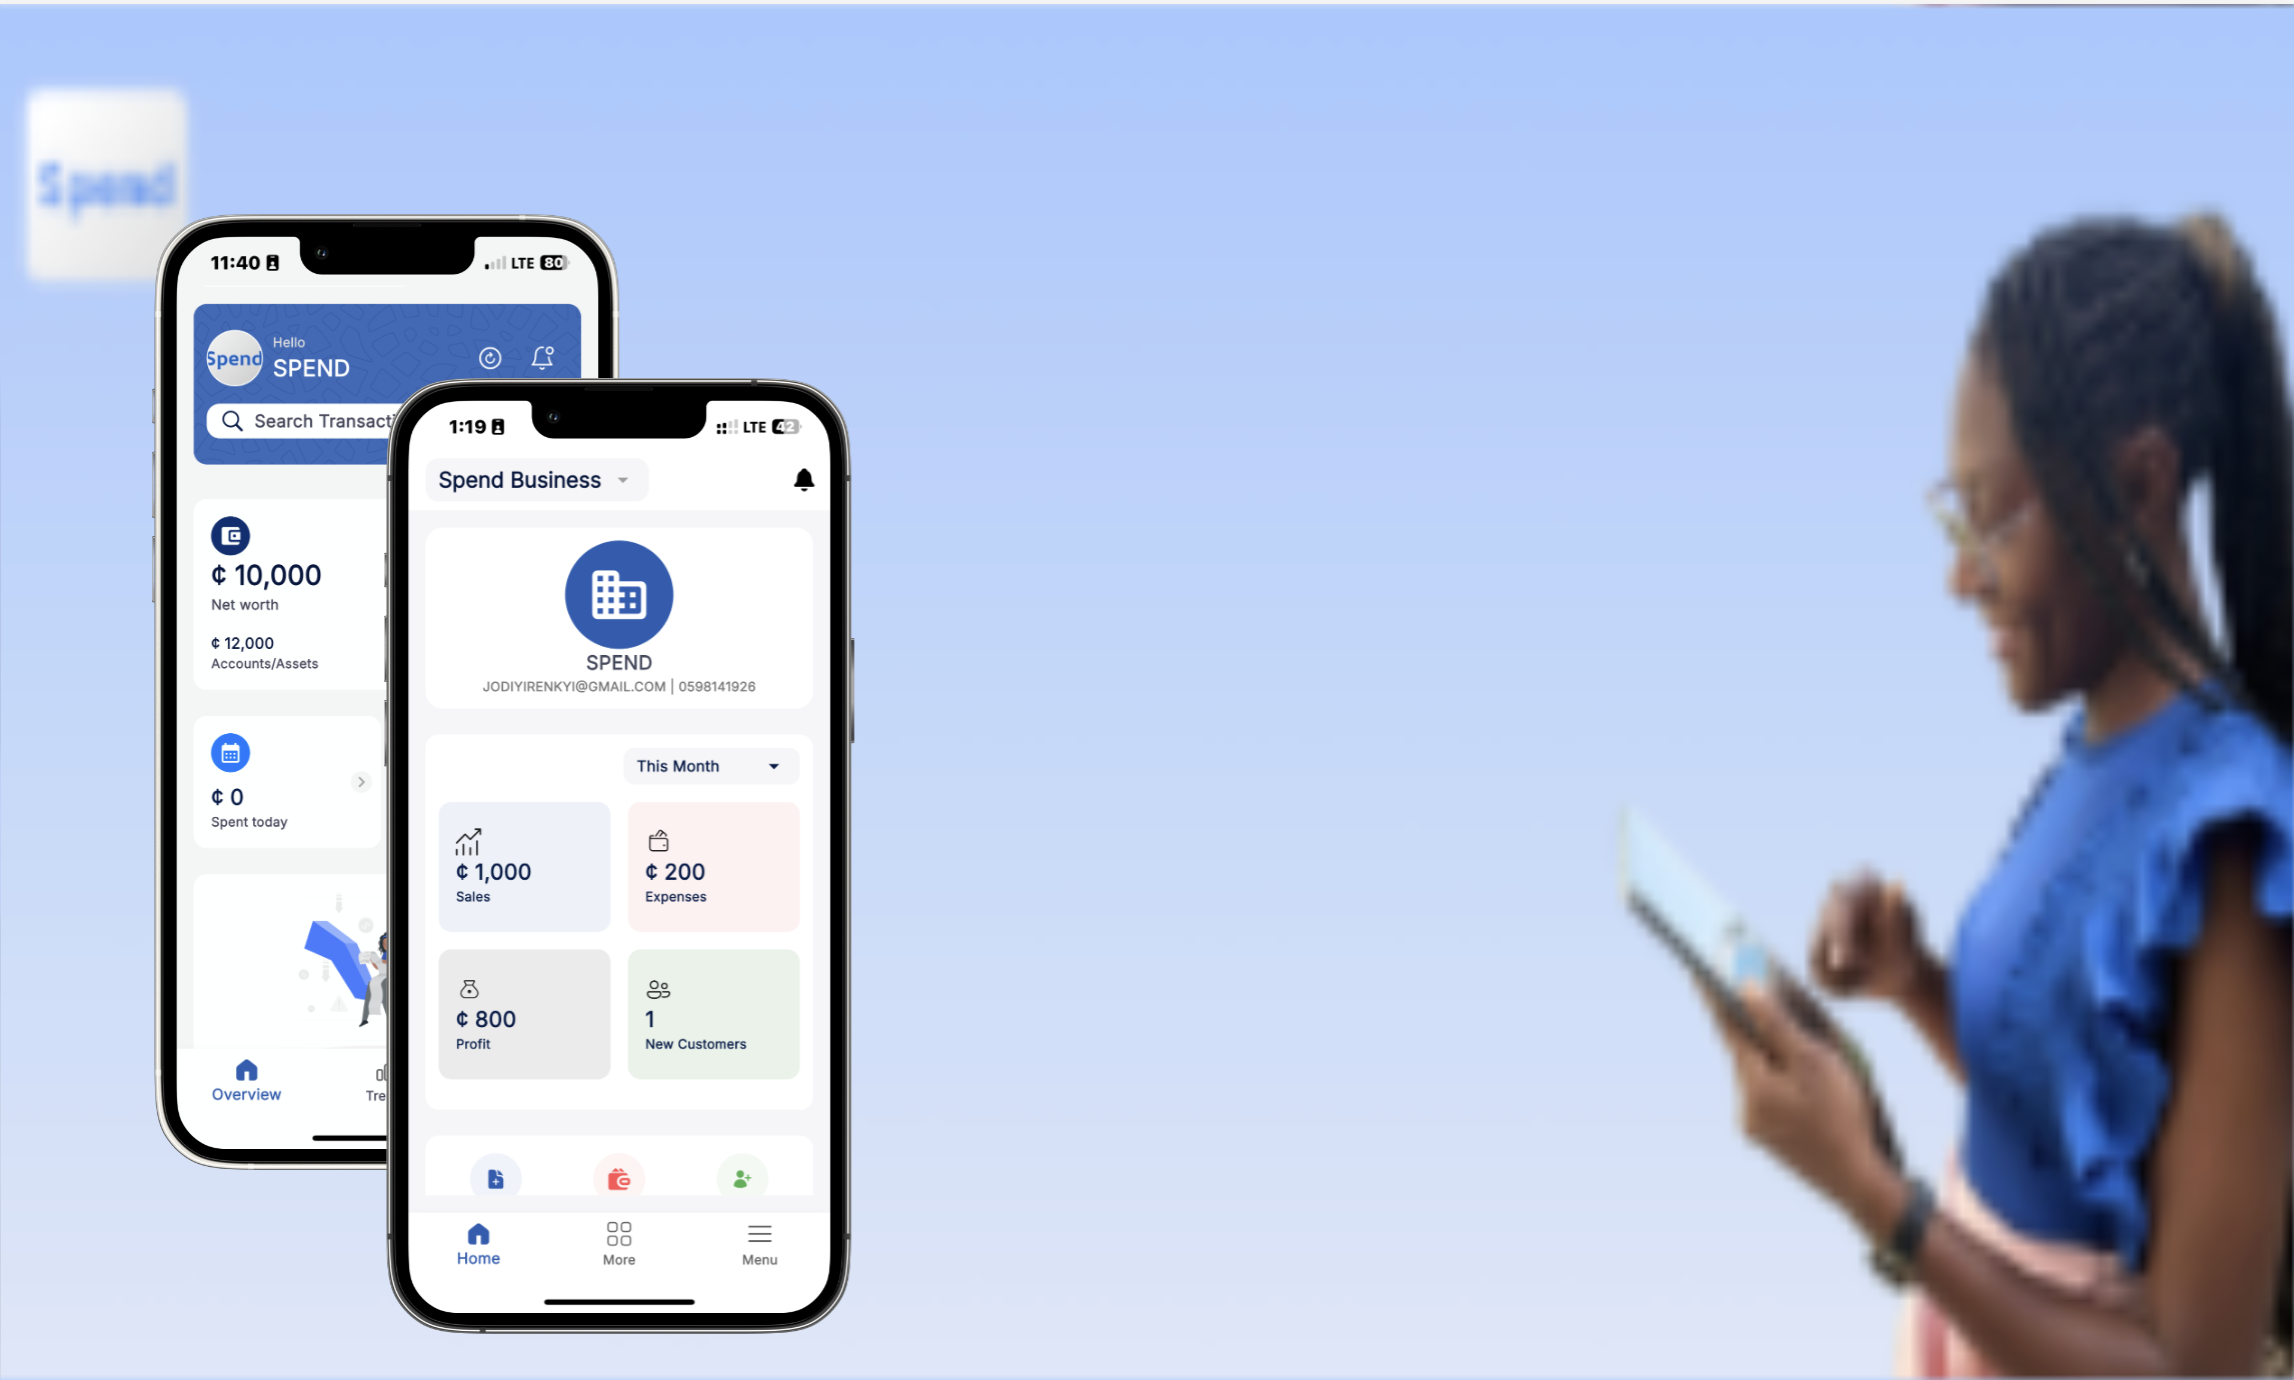 Spend
11:40
LTE 80
Spend
Hello
SPEND
Search Transacti
₵ 10,000
Net worth
₵ 12,000
Accounts/Assets
₵ 0
Spent today
Overview
Tre
1:19
LTE 42
Spend Business
SPEND
JODIYIRENKYI@GMAIL.COM | 0598141926
This Month
₵ 1,000
Sales
₵ 200
Expenses
₵ 800
Profit
1
New Customers
Home
More
Menu